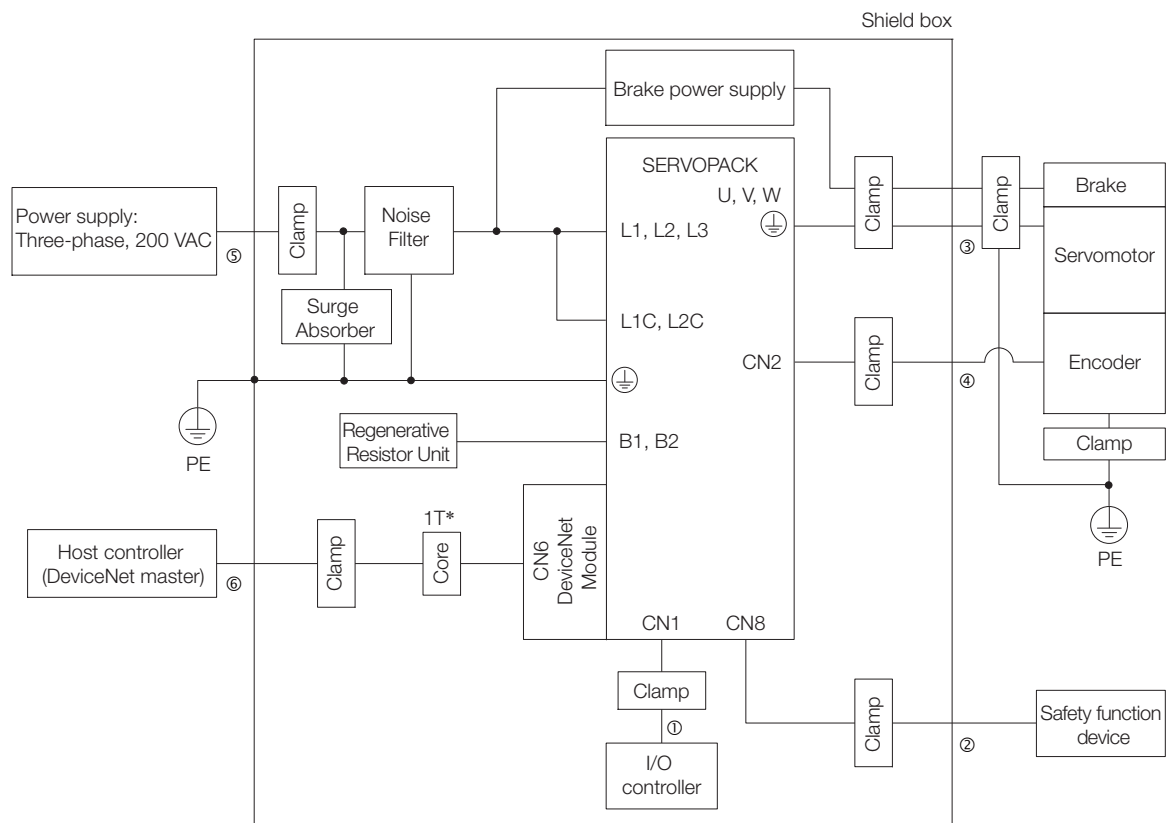 Shield box
Brake power supply
SERVOPACK
U, V, W
Clamp
Clamp
Brake
Power supply:
Three-phase, 200 VAC
⑤
Clamp
Noise
Filter
L1, L2, L3
③
Servomotor
Surge
Absorber
L1C, L2C
CN2
Clamp
④
Encoder
PE
Regenerative
Resistor Unit
B1, B2
Clamp
PE
Host controller
(DeviceNet master)
⑥
Clamp
1T*
Core
CN6
DeviceNet
Module
CN1
CN8
Clamp
①
I/O
controller
Clamp
②
Safety function
device